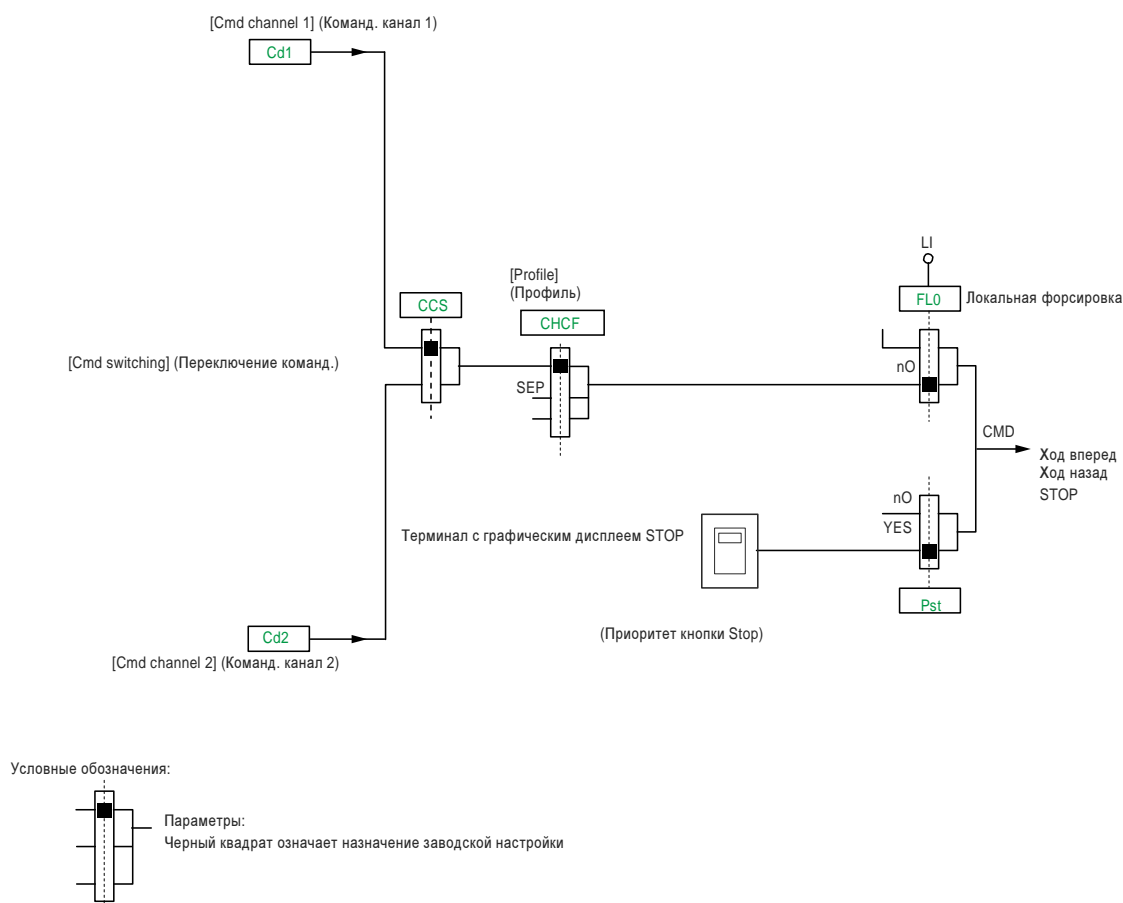 [Cmd channel 1] (Команд. канал 1)
Cd1
LI
[Profile]
(Профиль)
CCS
FL0
Локальная форсировка
CHCF
[Cmd switching] (Переключение команд.)
nO
SEP
CMD
Ход вперед
Ход назад
STOP
nO
YES
Терминал с графическим дисплеем STOP
Pst
(Приоритет кнопки Stop)
Cd2
[Cmd channel 2] (Команд. канал 2)
Условные обозначения:
Параметры:
Черный квадрат означает назначение заводской настройки